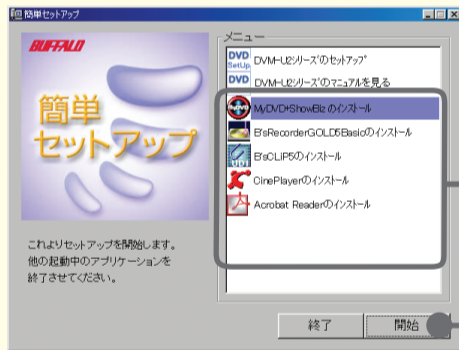 簡単セットアップ
BUFFALO
簡単
セットアップ
これよりセットアップを開始します。
他の起動中のアプリケーションを
終了させてください。
メニュー
DVD SetUp DVM-U2シリーズのセットアップ
DVD DVM-U2シリーズのマニュアルを見る
MyDVD+ShowBiz のインストール
B'sRecorderGOLD5Basicのインストール
B'sCLiP5のインストール
CinePlayerのインストール
Acrobat Readerのインストール
終了
開始